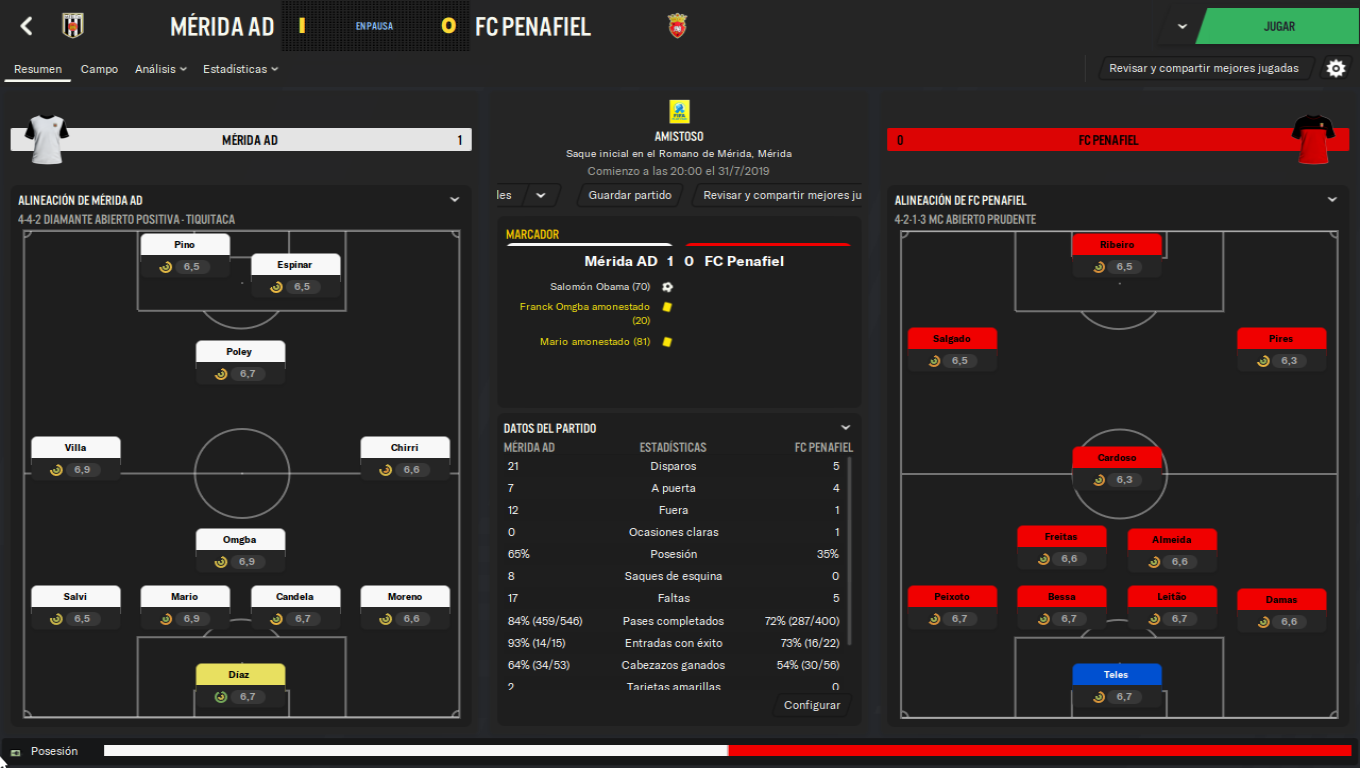 MÉRIDA AD 1 EN PAUSA 0 FC PENAFIEL
JUGAR
Resumen Campo Análisis Estadísticas
Revisar y compartir mejores jugadas
MÉRIDA AD 1
ALINEACIÓN DE MÉRIDA AD
4-4-2 DIAMANTE ABIERTO POSITIVA - TIQUITACA
Pino
6,5
Espinar
6,5
Poley
6,7
Villa
6,9
Chirri
6,6
Omgba
6,9
Salvi
6,5
Mario
6,9
Candela
6,7
Moreno
6,6
Díaz
6,7
AMISTOSO
Saque inicial en el Romano de Mérida, Mérida
Comienzo a las 20:00 el 31/7/2019
les
Guardar partido
Revisar y compartir mejores ju
MARCADOR
Mérida AD 1 0 FC Penafiel
Salomón Obama (70)
Franck Omgba amonestado
(20)
Mario amonestado (81)
DATOS DEL PARTIDO
MÉRIDA AD ESTADÍSTICAS FC PENAFIEL
21 Disparos 5
7 A puerta 4
12 Fuera 1
0 Ocasiones claras 1
65% Posesión 35%
8 Saques de esquina 0
17 Faltas 5
84% (459/546) Pases completados 72% (287/400)
93% (14/15) Entradas con éxito 73% (16/22)
64% (34/53) Cabezazos ganados 54% (30/56)
2 Tarjetas amarillas 0
Configurar
0 FC PENAFIEL
ALINEACIÓN DE FC PENAFIEL
4-2-1-3 MC ABIERTO PRUDENTE
Ribeiro
6,5
Salgado
6,5
Pires
6,3
Cardoso
6,3
Freitas
6,6
Almeida
6,6
Peixoto
6,7
Bessa
6,7
Leitão
6,7
Damas
6,6
Teles
6,7
Posesión